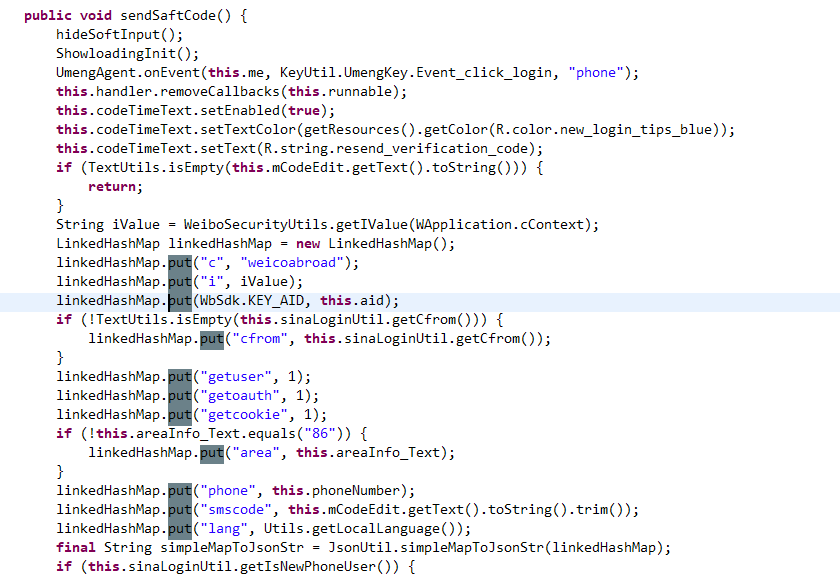 public void sendSaftCode() {
hideSoftInput();
ShowloadingInit();
UmengAgent.onEvent(this.me, KeyUtil.UmengKey.Event_click_login, "phone");
this.handler.removeCallbacks(this.runnable);
this.codeTimeText.setEnabled(true);
this.codeTimeText.setTextColor(getResources().getColor(R.color.new_login_tips_blue));
this.codeTimeText.setText(R.string.resend_verification_code);
if (TextUtils.isEmpty(this.mCodeEdit.getText().toString())) {
return;
}
String iValue = WeiboSecurityUtils.getIValue(WApplication.cContext);
LinkedHashMap linkedHashMap = new LinkedHashMap();
linkedHashMap.put("c", "weicoabroad");
linkedHashMap.put("i", iValue);
linkedHashMap.put(WbSdk.KEY_AID, this.aid);
if (!TextUtils.isEmpty(this.sinaLoginUtil.getCfrom())) {
linkedHashMap.put("cfrom", this.sinaLoginUtil.getCfrom());
}
linkedHashMap.put("getuser", 1);
linkedHashMap.put("getoauth", 1);
linkedHashMap.put("getcookie", 1);
if (!this.areaInfo_Text.equals("86")) {
linkedHashMap.put("area", this.areaInfo_Text);
}
linkedHashMap.put("phone", this.phoneNumber);
linkedHashMap.put("smscode", this.mCodeEdit.getText().toString().trim());
linkedHashMap.put("lang", Utils.getLocalLanguage());
final String simpleMapToJsonStr = JsonUtil.simpleMapToJsonStr(linkedHashMap);
if (this.sinaLoginUtil.getIsNewPhoneUser()) {